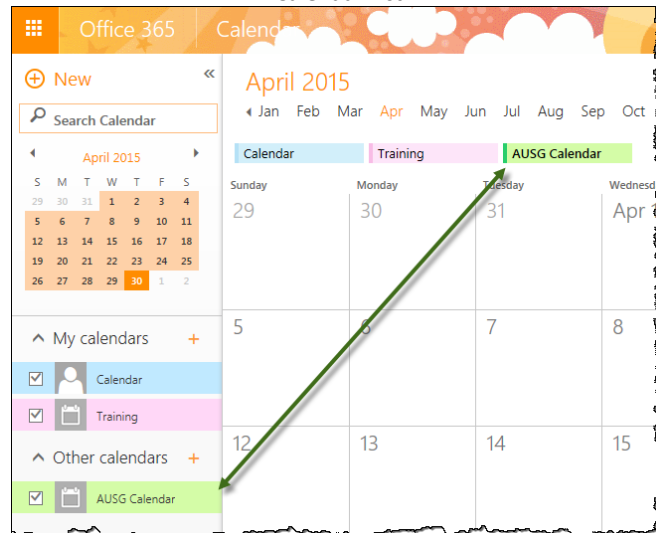 Office 365 Calendar
New
«
Search Calendar
April 2015
S M T W T F S
29 30 31 1 2 3 4
5 6 7 8 9 10 11
12 13 14 15 16 17 18
19 20 21 22 23 24 25
26 27 28 29 30 1 2
My calendars +
Calendar
Training
Other calendars +
AUSG Calendar
April 2015
Jan Feb Mar Apr May Jun Jul Aug Sep Oct
Calendar Training AUSG Calendar
Sunday Monday Tuesday Wednesd
29 30 31 Apr
5 6 7 8
12 13 14 15